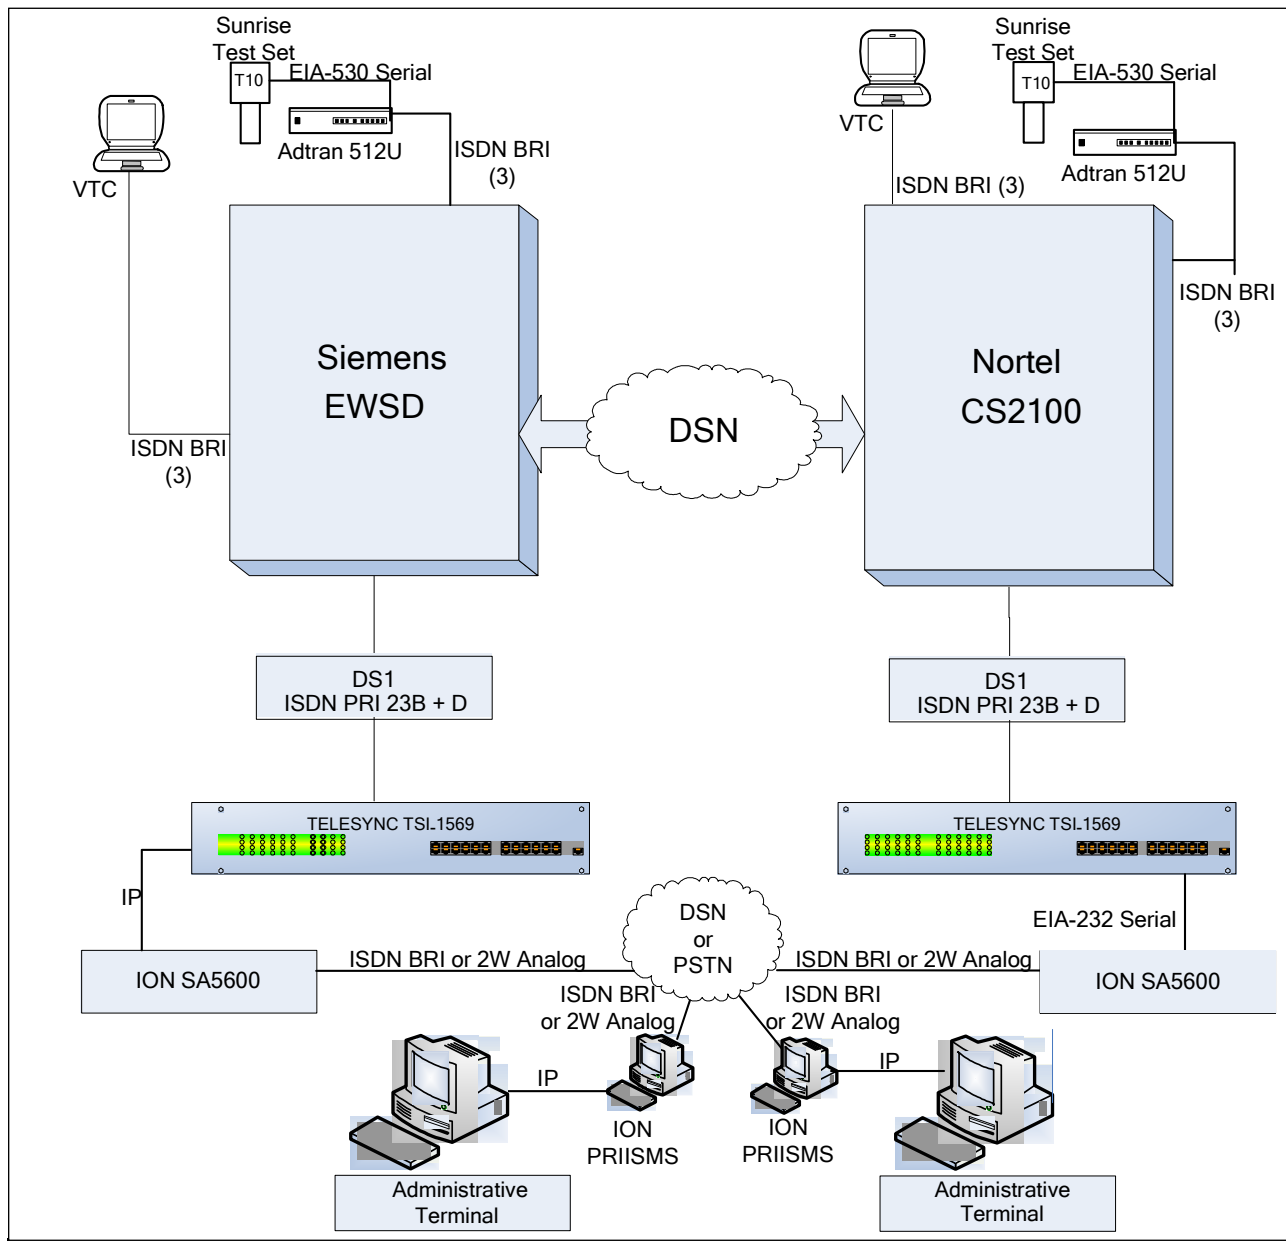 Sunrise
Test Set
T10
EIA-530 Serial
Adtran 512U
VTC
ISDN BRI
(3)
Sunrise
Test Set
T10
EIA-530 Serial
Adtran 512U
VTC
ISDN BRI (3)
ISDN BRI
(3)
Siemens
EWSD
DSN
Nortel
CS2100
ISDN BRI
(3)
DS1
ISDN PRI 23B + D
DS1
ISDN PRI 23B + D
TELESYNC TSI-1569
TELESYNC TSI-1569
IP
EIA-232 Serial
DSN
or
PSTN
ION SA5600
ISDN BRI or 2W Analog
ISDN BRI or 2W Analog
ION SA5600
ISDN BRI
or 2W Analog
ISDN BRI
or 2W Analog
IP
IP
ION
PRIISMS
ION
PRIISMS
Administrative
Terminal
Administrative
Terminal